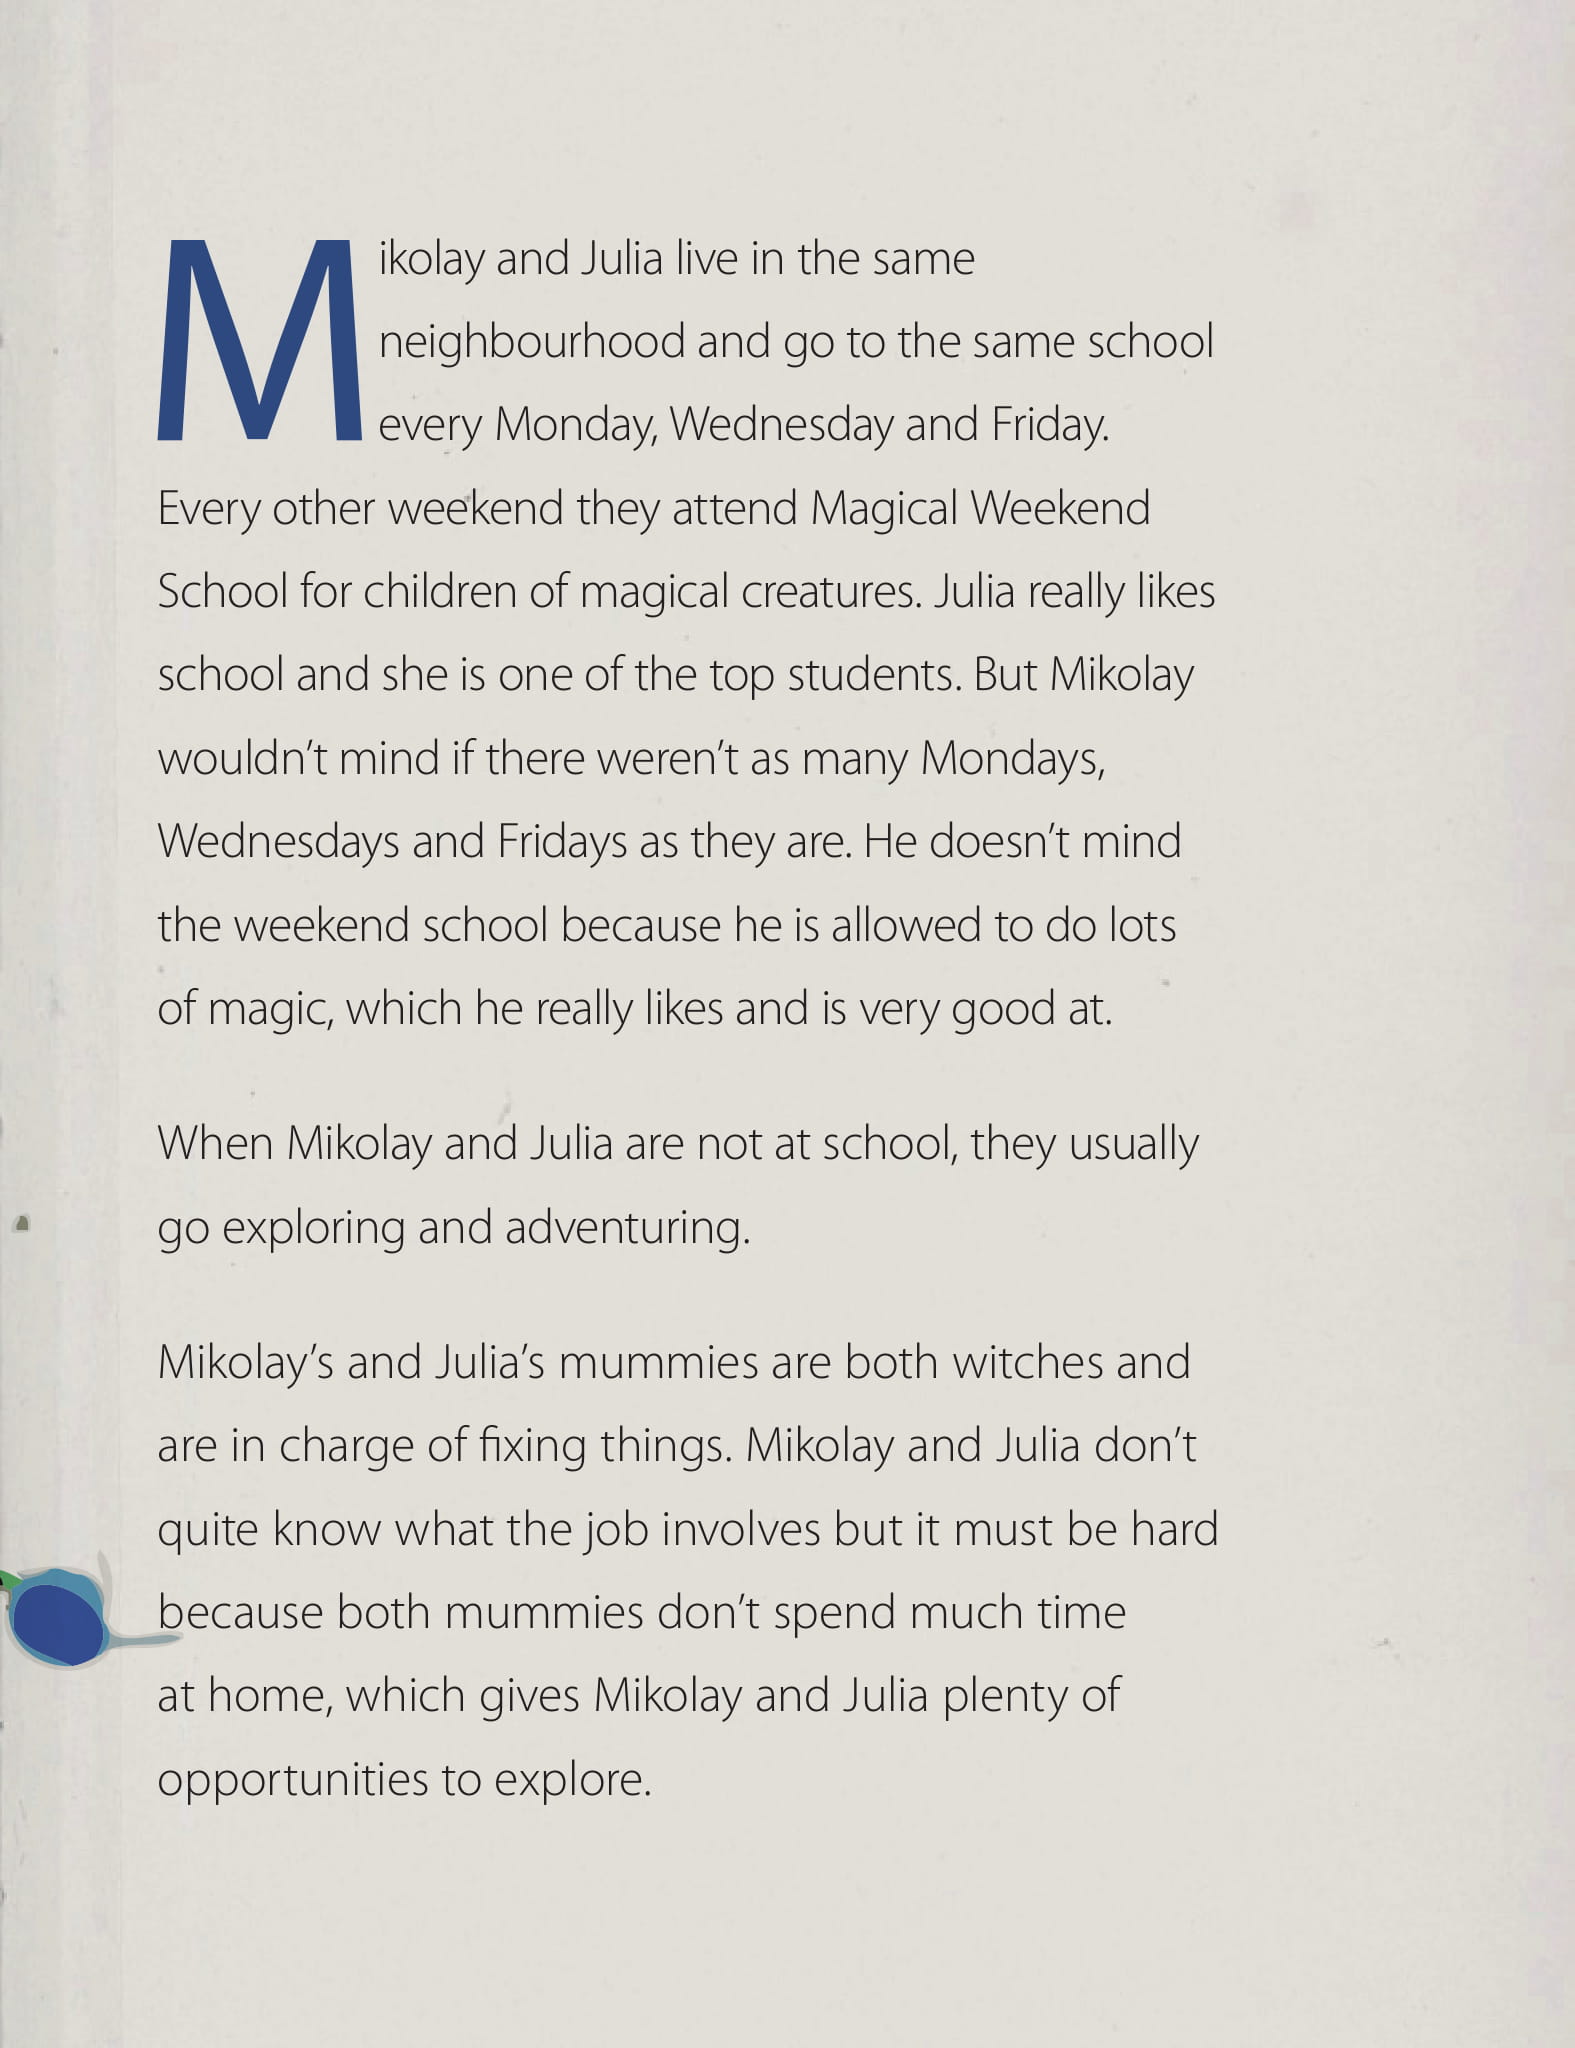 Mikolay and Julia live in the same
neighbourhood and go to the same school
every Monday, Wednesday and Friday.
Every other weekend they attend Magical Weekend
School for children of magical creatures. Julia really likes
school and she is one of the top students. But Mikolay
wouldn’t mind if there weren’t as many Mondays,
Wednesdays and Fridays as they are. He doesn’t mind
the weekend school because he is allowed to do lots
of magic, which he really likes and is very good at.
When Mikolay and Julia are not at school, they usually
go exploring and adventuring.
Mikolay’s and Julia’s mummies are both witches and
are in charge of fixing things. Mikolay and Julia don’t
quite know what the job involves but it must be hard
because both mummies don’t spend much time
at home, which gives Mikolay and Julia plenty of
opportunities to explore.